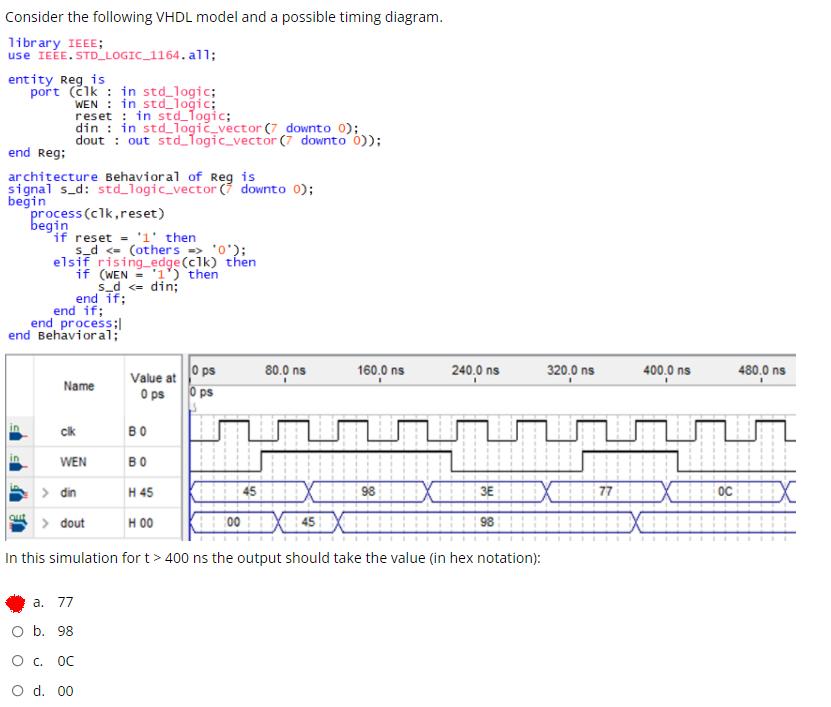 Consider the following VHDL model and a possible timing diagram.
library IEEE;
use IEEE.STD_LOGIC_1164.all;
entity Reg is
port (clk : in std_logic;
WEN : in std_logic;
reset : in std_logic;
din : in std_logic_vector(7 downto 0);
dout : out std_logic_vector(7 downto 0));
end Reg;
architecture Behavioral of Reg is
signal s_d: std_logic_vector(7 downto 0);
begin
process(clk,reset)
begin
if reset = '1' then
s_d <= (others => '0');
elsif rising_edge(clk) then
if (WEN = '1') then
s_d <= din;
end if;
end if;
end process;
end Behavioral;
Name Value at 0 ps
0 ps 80.0 ns 160.0 ns 240.0 ns 320.0 ns 400.0 ns 480.0 ns
0 ps
in clk B 0
in WEN B 0
in > din H 45 45 98 3E 77 0C
out > dout H 00 00 45 98
In this simulation for t > 400 ns the output should take the value (in hex notation):
a. 77
b. 98
c. 0C
d. 00